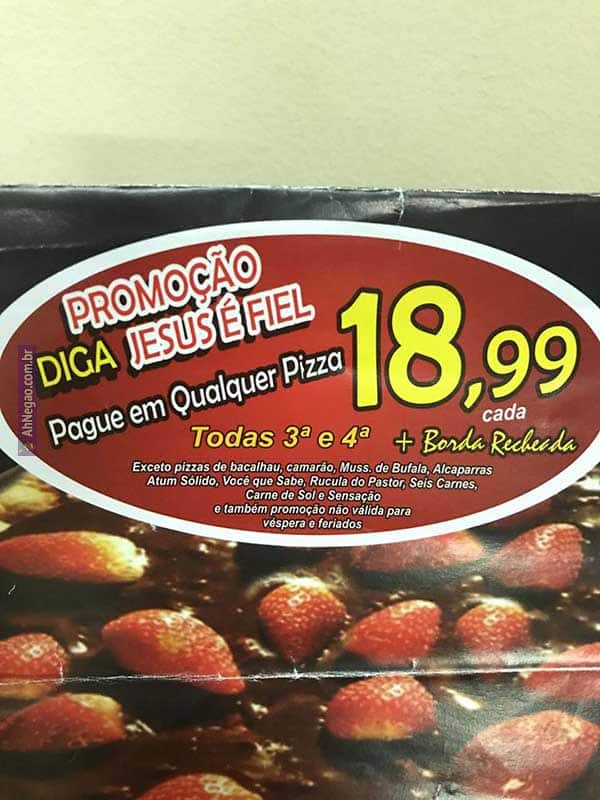 PROMOÇÃO
DIGA JESUS É FIEL
Pague em Qualquer Pizza
18,99
cada
Todas 3ª e 4ª
+ Borda Recheada
Exceto pizzas de bacalhau, camarão, Muss. de Bufala, Alcaparras
Atum Sólido, Você que Sabe, Rucula do Pastor, Seis Carnes,
Carne de Sol e Sensação
e também promoção não válida para
véspera e feriados
AhNegao.com.br